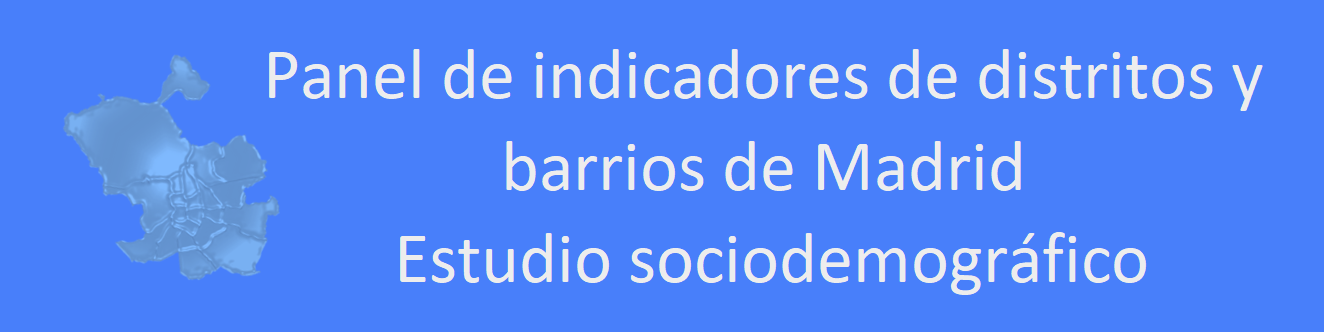 Panel de indicadores de distritos y
barrios de Madrid
Estudio sociodemográfico